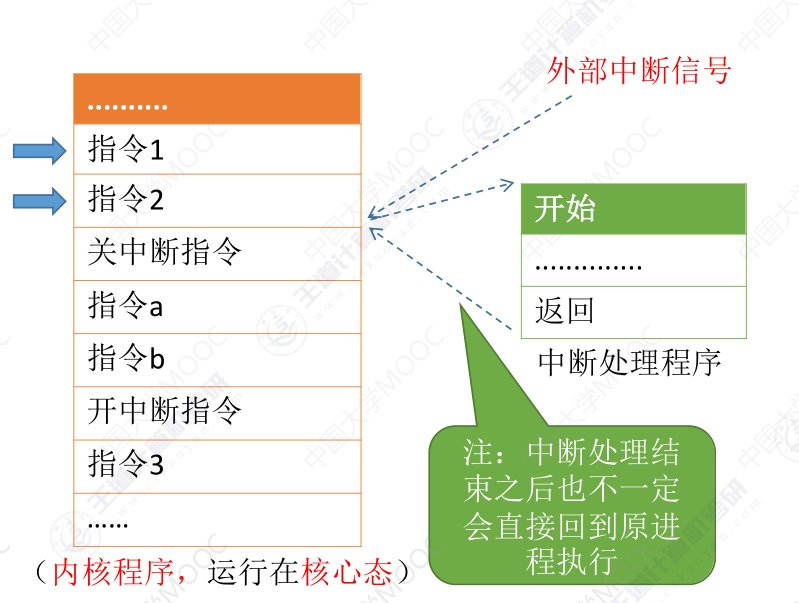 外部中断信号
..........
指令1
指令2
关中断指令
指令a
指令b
开中断指令
指令3
......
(内核程序，运行在核心态)
开始
..............
返回
中断处理程序
注：中断处理结
束之后也不一定
会直接回到原进
程执行
中国大学MOOC
王道计算机考研